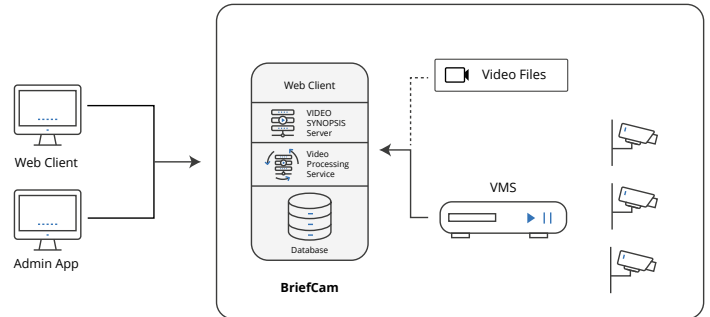 Web Client
Admin App
Web Client
VIDEO
SYNOPSIS
Server
Video
Processing
Service
Database
BriefCam
Video Files
VMS